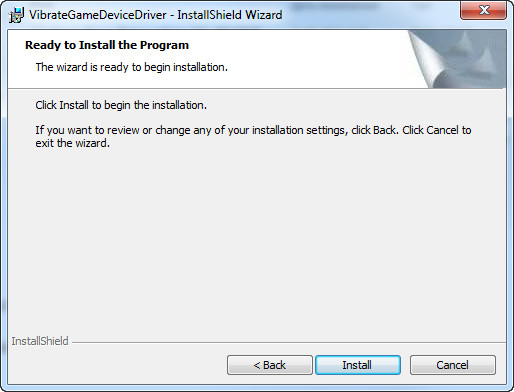 VibrateGameDeviceDriver - InstallShield Wizard
Ready to Install the Program
The wizard is ready to begin installation.
Click Install to begin the installation.
If you want to review or change any of your installation settings, click Back. Click Cancel to
exit the wizard.
InstallShield
< Back
Install
Cancel